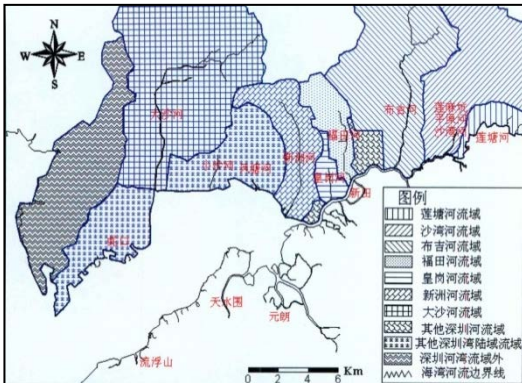 N
W E
S
大沙河
布吉河
莲塘河
福田河
新洲河
皇岗河
新田
凤塘河
蛇口
天水围
元朗
流浮山
Km
0 2 4 6
图例
莲塘河流域
沙湾河流域
布吉河流域
福田河流域
皇岗河流域
新洲河流域
大沙河流域
其他深圳河流域
其他深圳湾陆域流域
深圳河湾流域外
海湾河流边界线